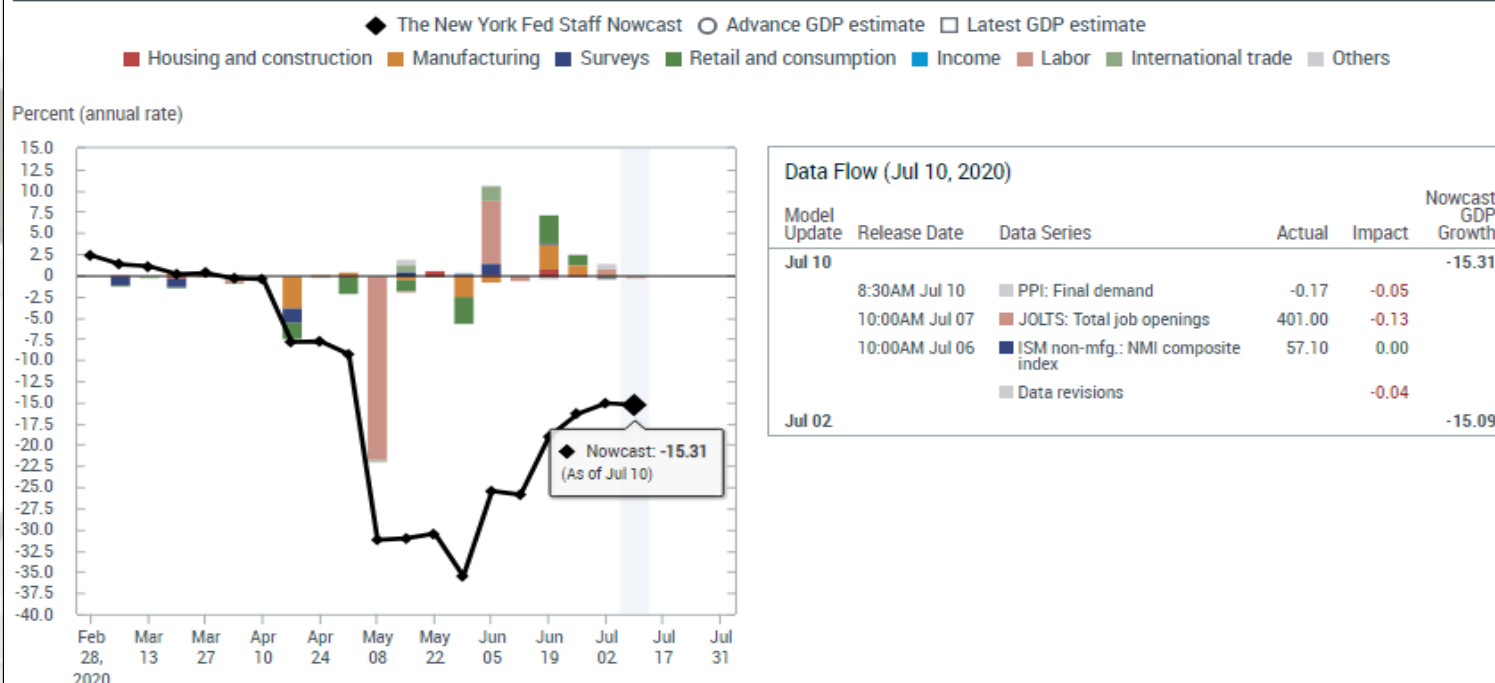 The New York Fed Staff Nowcast Advance GDP estimate Latest GDP estimate
Housing and construction Manufacturing Surveys Retail and consumption Income Labor International trade Others
Percent (annual rate)
15.0
12.5
10.0
7.5
5.0
2.5
0
-2.5
-5.0
-7.5
-10.0
-12.5
-15.0
-17.5
-20.0
-22.5
-25.0
-27.5
-30.0
-32.5
-35.0
-37.5
-40.0
Nowcast: -15.31
(As of Jul 10)
Feb Mar Mar Apr Apr May May Jun Jun Jul Jul Jul
28, 13 27 10 24 08 22 05 19 02 17 31
2020
Data Flow (Jul 10, 2020)
Nowcast
Model GDP
Update Release Date Data Series Actual Impact Growth
Jul 10 -15.31
8:30AM Jul 10 PPI: Final demand -0.17 -0.05
10:00AM Jul 07 JOLTS: Total job openings 401.00 -0.13
10:00AM Jul 06 ISM non-mfg.: NMI composite 57.10 0.00
index
Data revisions -0.04
Jul 02 -15.09